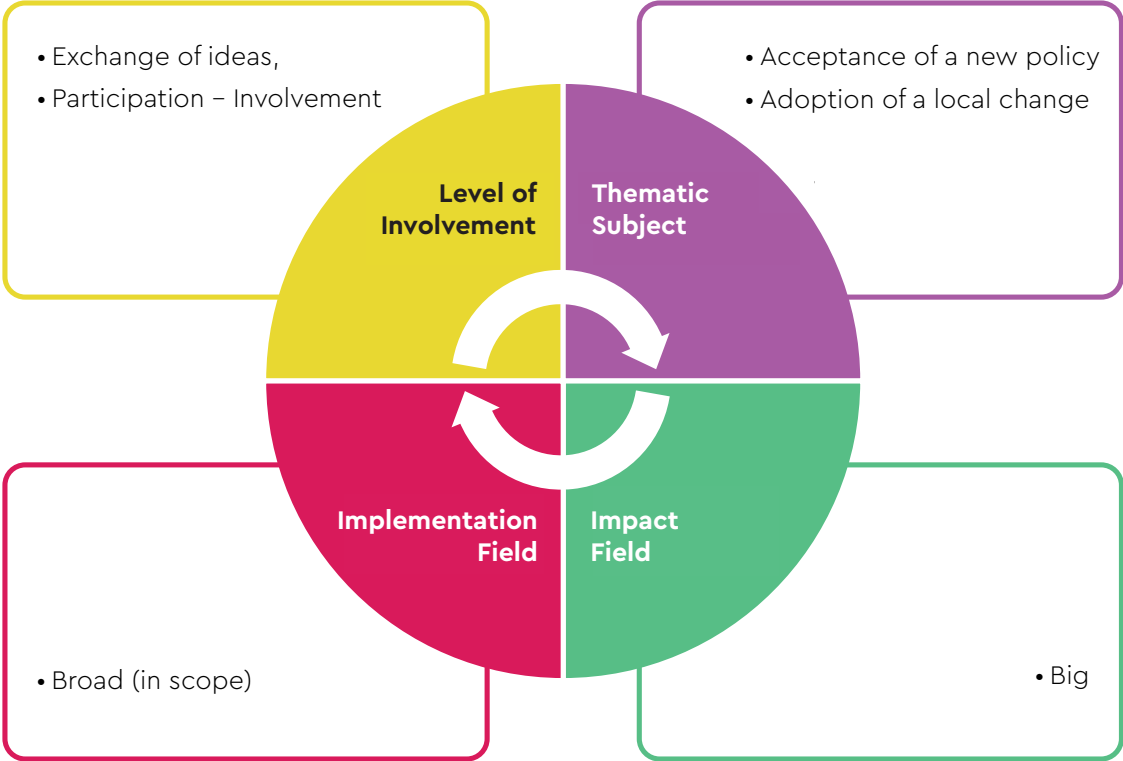 • Exchange of ideas,
• Participation – Involvement
• Acceptance of a new policy
• Adoption of a local change
Level of
Involvement
Thematic
Subject
Implementation
Field
Impact
Field
• Broad (in scope)
• Big